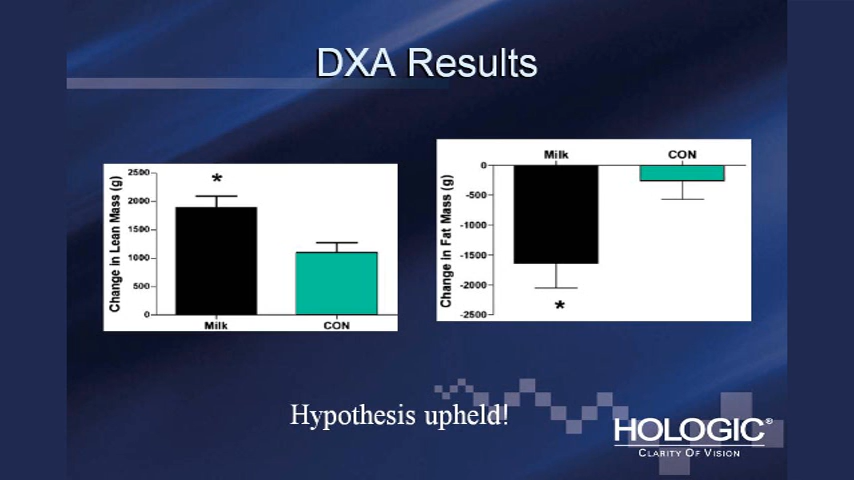 DXA Results
Change in Lean Mass (g)
2500
2000
1500
1000
500
0
*
Milk
CON
Change in Fat Mass (g)
Milk
CON
0
-500
-1000
-1500
-2000
-2500
*
Hypothesis upheld!
HOLOGIC®
CLARITY OF VISION